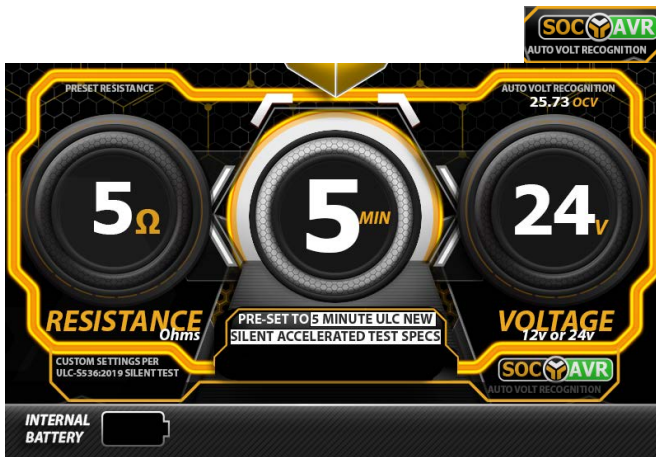 SOC AVR
AUTO VOLT RECOGNITION
PRESET RESISTANCE
AUTO VOLT RECOGNITION
25.73 OCV
5Ω
5 MIN
24V
RESISTANCE
Ohms
PRE-SET TO 5 MINUTE ULC NEW
SILENT ACCELERATED TEST SPECS
VOLTAGE
12v or 24v
CUSTOM SETTINGS PER
ULC-S536:2019 SILENT TEST
SOC AVR
AUTO VOLT RECOGNITION
INTERNAL
BATTERY